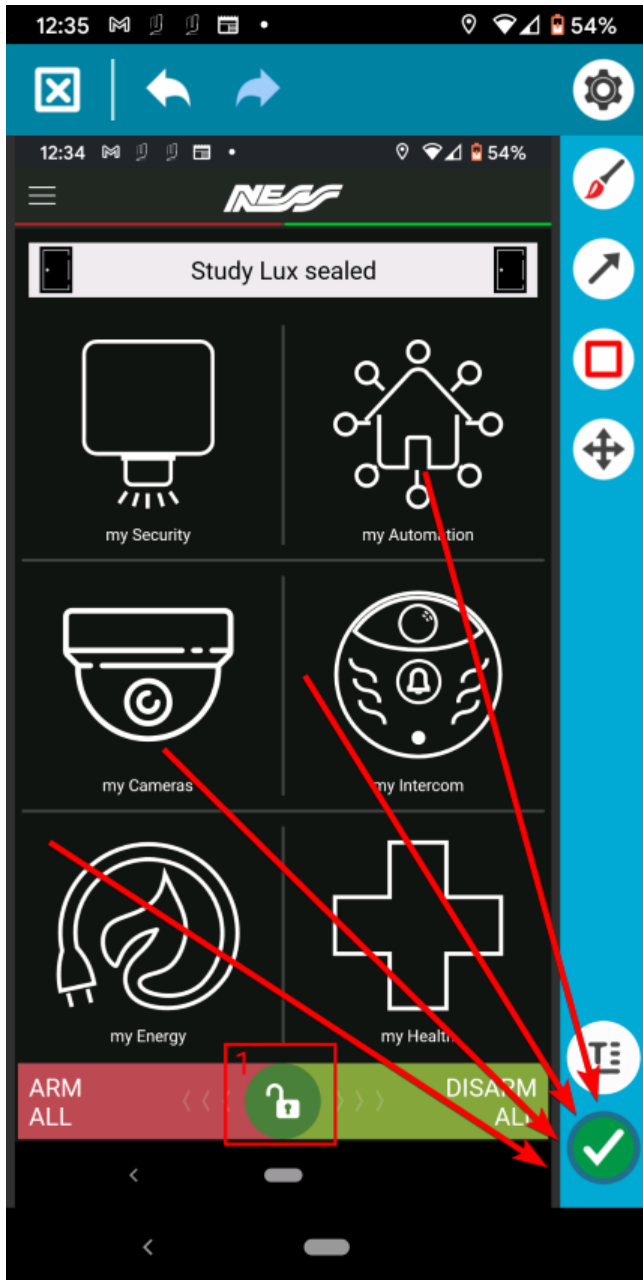 12:35 54%
12:34 54%
NESS
Study Lux sealed
my Security
my Automation
my Cameras
my Intercom
my Energy
my Health
1
ARM
ALL
DISARM
ALL
T